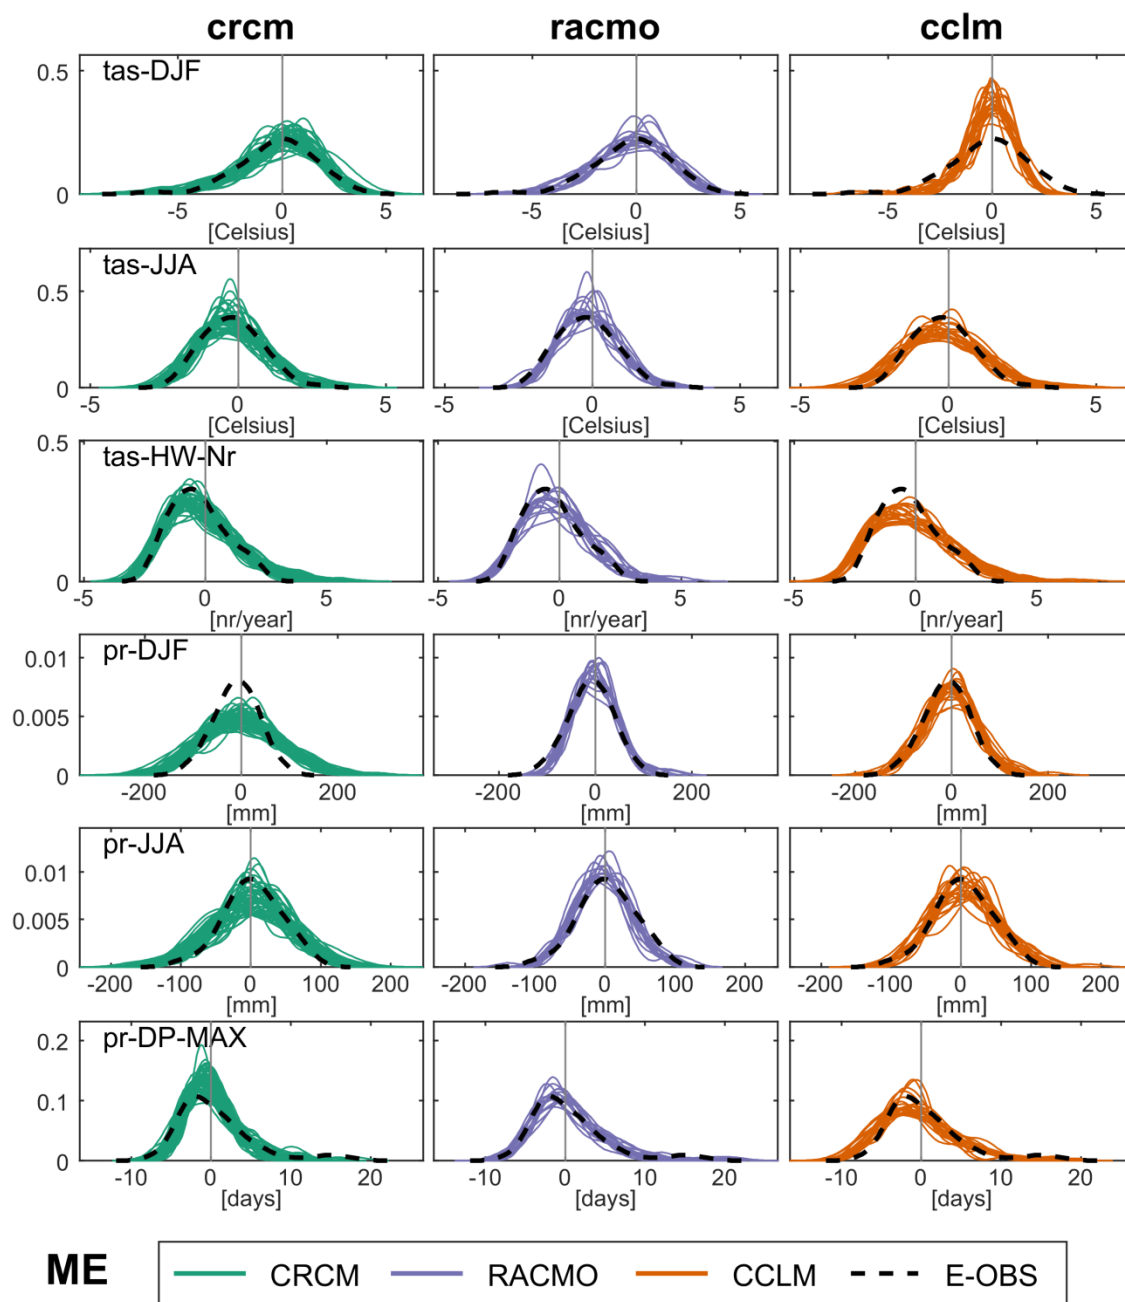 crcm racmo cclm
tas-DJF
0.5
0
-5 0 5 -5 0 5 -5 0 5
[Celsius] [Celsius] [Celsius]
tas-JJA
0.5
0
-5 0 5 -5 0 5 -5 0 5
[Celsius] [Celsius] [Celsius]
0.5
tas-HW-Nr
0
-5 0 5 -5 0 5 -5 0 5
[nr/year] [nr/year] [nr/year]
pr-DJF
0.01
0.005
0
-200 0 200 -200 0 200 -200 0 200
[mm] [mm] [mm]
pr-JJA
0.01
0.005
0
-200 -100 0 100 200 -200 -100 0 100 200 -200 -100 0 100 200
[mm] [mm] [mm]
pr-DP-MAX
0.2
0.1
0
-10 0 10 20 -10 0 10 20 -10 0 10 20
[days] [days] [days]
ME CRCM RACMO CCLM E-OBS